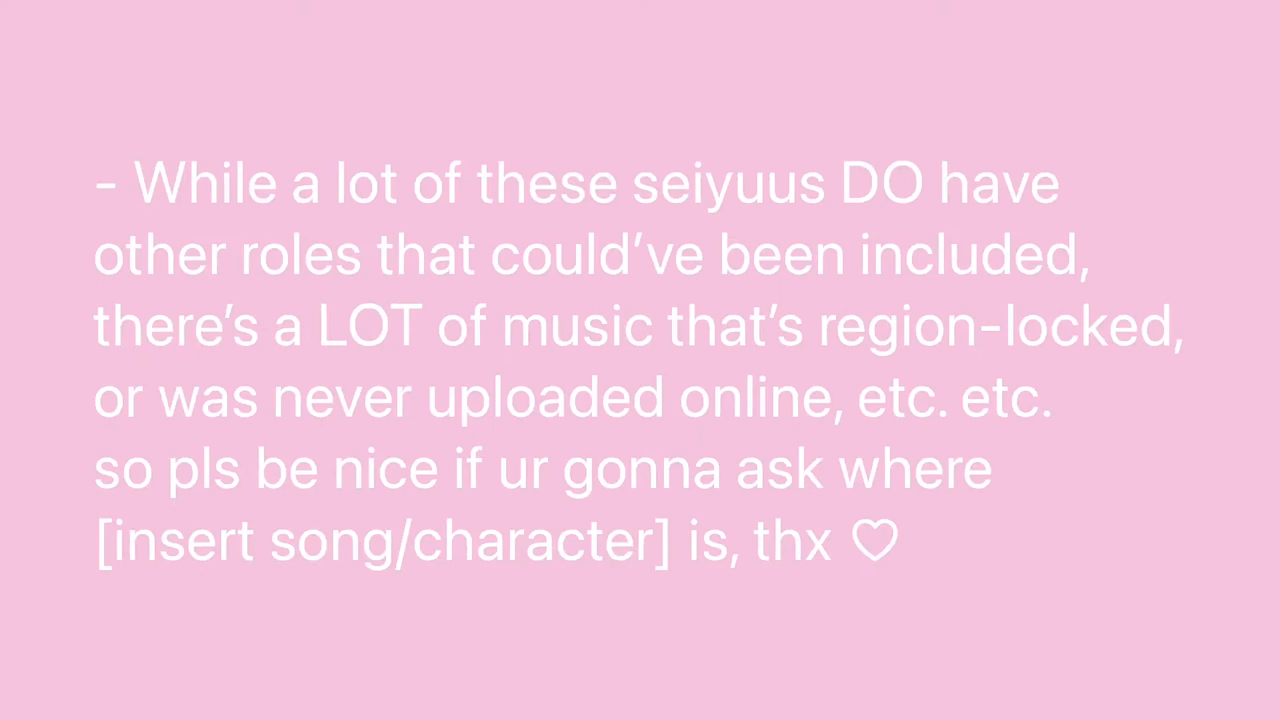 - While a lot of these seiyuus DO have
other roles that could’ve been included,
there’s a LOT of music that’s region-locked,
or was never uploaded online, etc. etc.
so pls be nice if ur gonna ask where
[insert song/character] is, thx ♡